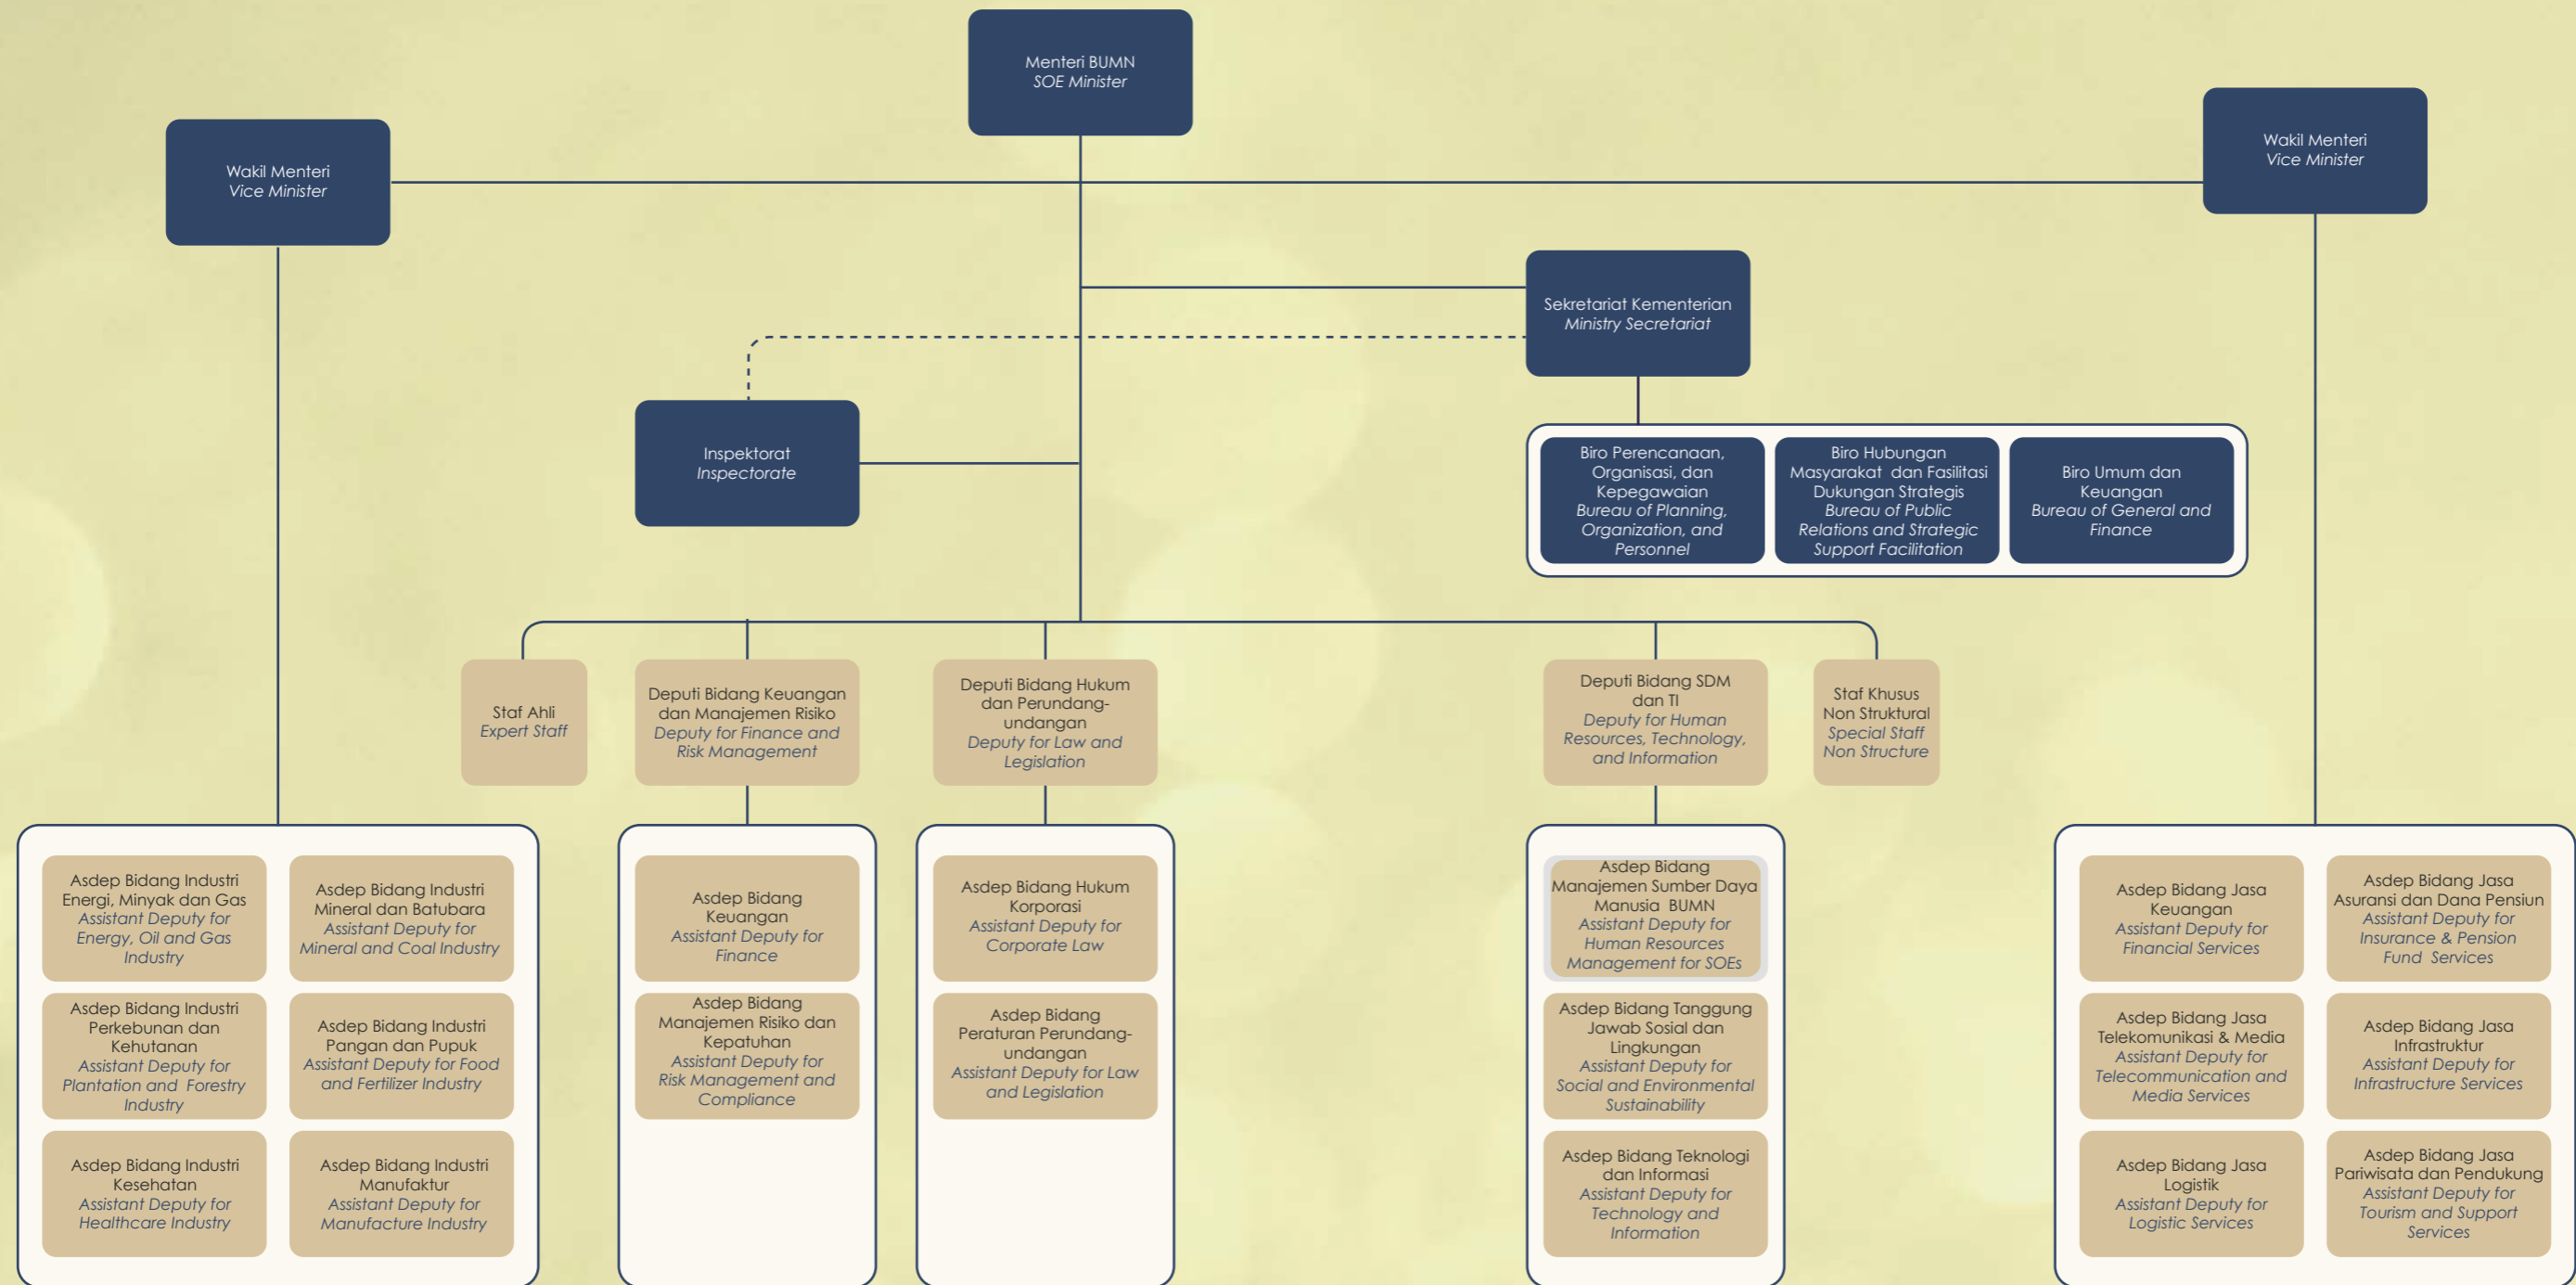 Menteri BUMN
SOE Minister
Wakil Menteri
Vice Minister
Wakil Menteri
Vice Minister
Sekretariat Kementerian
Ministry Secretariat
Inspektorat
Inspectorate
Biro Perencanaan,
Organisasi, dan
Kepegawaian
Bureau of Planning,
Organization, and
Personnel
Biro Hubungan
Masyarakat dan Fasilitasi
Dukungan Strategis
Bureau of Public
Relations and Strategic
Support Facilitation
Biro Umum dan
Keuangan
Bureau of General and
Finance
Staf Ahli
Expert Staff
Deputi Bidang Keuangan
dan Manajemen Risiko
Deputy for Finance and
Risk Management
Deputi Bidang Hukum
dan Perundang-
undangan
Deputy for Law and
Legislation
Deputi Bidang SDM
dan TI
Deputy for Human
Resources, Technology,
and Information
Staf Khusus
Non Struktural
Special Staff
Non Structure
Asdep Bidang Industri
Energi, Minyak dan Gas
Assistant Deputy for
Energy, Oil and Gas
Industry
Asdep Bidang Industri
Mineral dan Batubara
Assistant Deputy for
Mineral and Coal Industry
Asdep Bidang Industri
Perkebunan dan
Kehutanan
Assistant Deputy for
Plantation and Forestry
Industry
Asdep Bidang Industri
Pangan dan Pupuk
Assistant Deputy for Food
and Fertilizer Industry
Asdep Bidang Industri
Kesehatan
Assistant Deputy for
Healthcare Industry
Asdep Bidang Industri
Manufaktur
Assistant Deputy for
Manufacture Industry
Asdep Bidang
Keuangan
Assistant Deputy for
Finance
Asdep Bidang
Manajemen Risiko dan
Kepatuhan
Assistant Deputy for
Risk Management and
Compliance
Asdep Bidang Hukum
Korporasi
Assistant Deputy for
Corporate Law
Asdep Bidang
Peraturan Perundang-
undangan
Assistant Deputy for Law
and Legislation
Asdep Bidang
Manajemen Sumber Daya
Manusia BUMN
Assistant Deputy for
Human Resources
Management for SOEs
Asdep Bidang Tanggung
Jawab Sosial dan
Lingkungan
Assistant Deputy for
Social and Environmental
Sustainability
Asdep Bidang Teknologi
dan Informasi
Assistant Deputy for
Technology and
Information
Asdep Bidang Jasa
Keuangan
Assistant Deputy for
Financial Services
Asdep Bidang Jasa
Asuransi dan Dana Pensiun
Assistant Deputy for
Insurance & Pension
Fund Services
Asdep Bidang Jasa
Telekomunikasi & Media
Assistant Deputy for
Telecommunication and
Media Services
Asdep Bidang Jasa
Infrastruktur
Assistant Deputy for
Infrastructure Services
Asdep Bidang Jasa
Logistik
Assistant Deputy for
Logistic Services
Asdep Bidang Jasa
Pariwisata dan Pendukung
Assistant Deputy for
Tourism and Support
Services